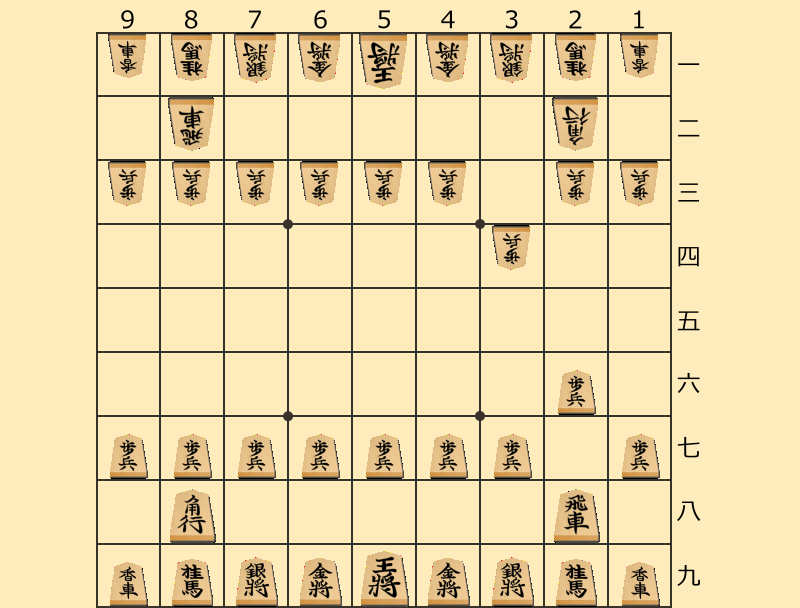 9 8 7 6 5 4 3 2 1
香車 桂馬 銀将 金将 王将 金将 銀将 桂馬 香車 一
飛車 角行 二
歩兵 歩兵 歩兵 歩兵 歩兵 歩兵 歩兵 歩兵 三
歩兵 四
五
歩兵 六
歩兵 歩兵 歩兵 歩兵 歩兵 歩兵 歩兵 歩兵 七
角行 飛車 八
香車 桂馬 銀将 金将 王将 金将 銀将 桂馬 香車 九